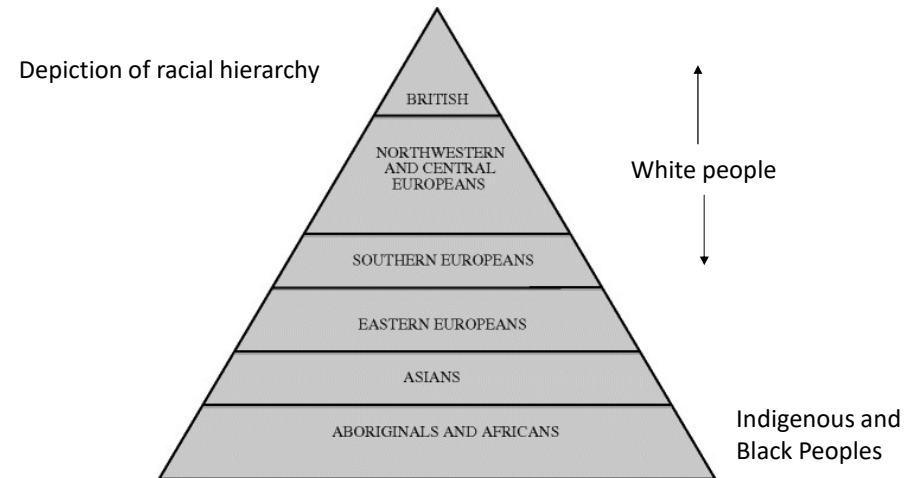 Depiction of racial hierarchy
BRITISH
NORTHWESTERN
AND CENTRAL
EUROPEANS
White people
SOUTHERN EUROPEANS
EASTERN EUROPEANS
ASIANS
ABORIGINALS AND AFRICANS
Indigenous and
Black Peoples